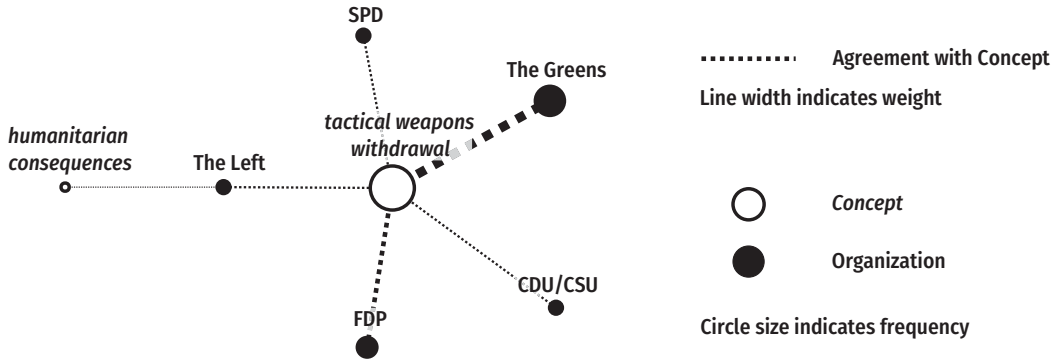 SPD
The Greens
tactical weapons
withdrawal
humanitarian
consequences
The Left
CDU/CSU
FDP
Agreement with Concept
Line width indicates weight
Concept
Organization
Circle size indicates frequency